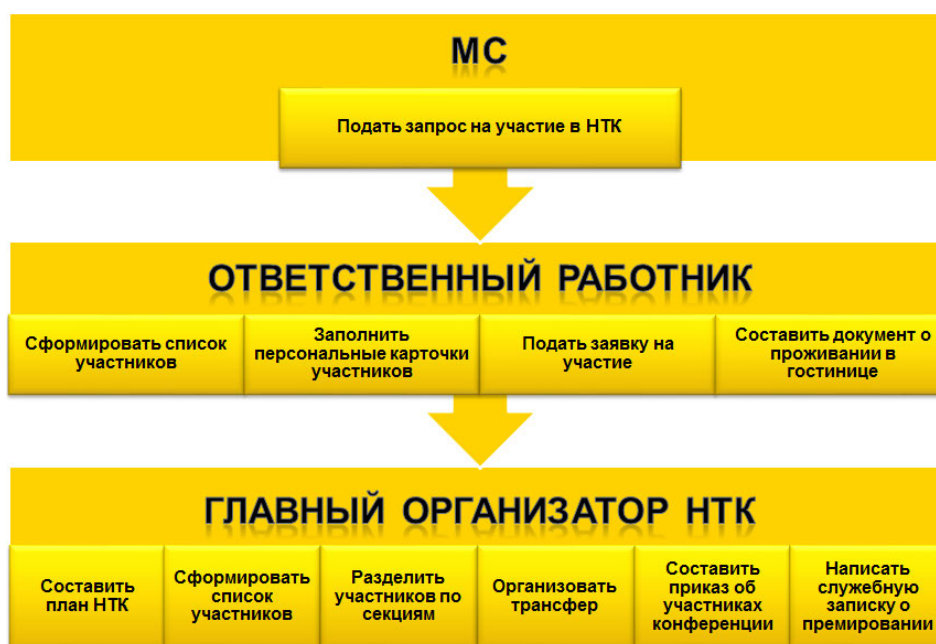 МС
Подать запрос на участие в НТК
ОТВЕТСТВЕННЫЙ РАБОТНИК
Сформировать список
участников
Заполнить
персональные карточки
участников
Подать заявку на
участие
Составить документ о
проживании в
гостинице
ГЛАВНЫЙ ОРГАНИЗАТОР НТК
Составить
план НТК
Сформировать
список
участников
Разделить
участников по
секциям
Организовать
трансфер
Составить
приказ об
участниках
конференции
Написать
служебную
записку о
премировании